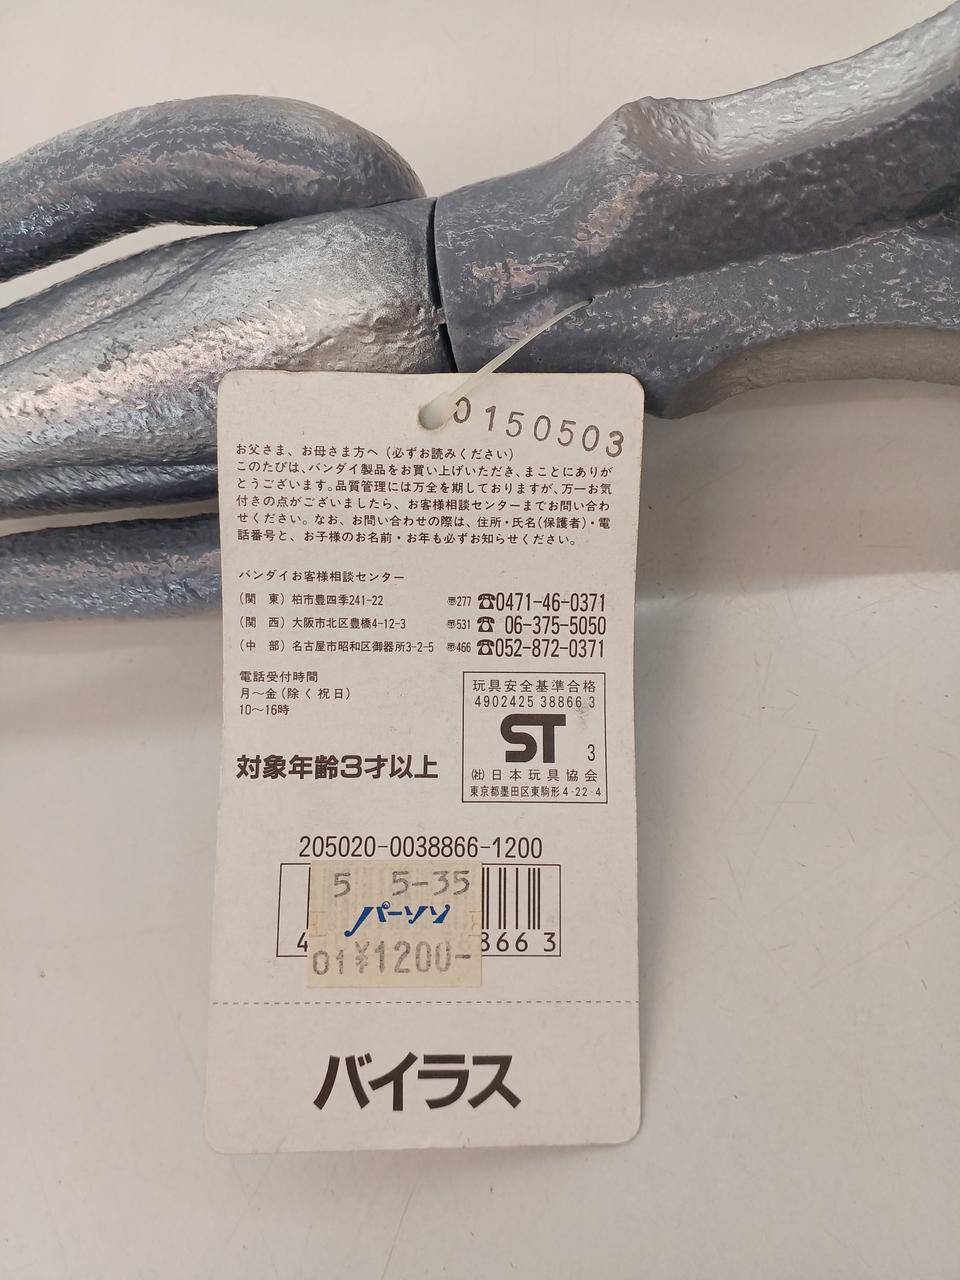 0150503
お父さま、お母さま方へ（必ずお読みください）
このたびは、バンダイ製品をお買い上げいただき、まことにありが
とうございます。品質管理には万全を期しておりますが、万一お気
付きの点がございましたら、お客様相談センターまでお問い合わ
せください。なお、お問い合わせの際は、住所・氏名(保護者)・電
話番号と、お子様のお名前・お年も必ずお知らせください。
バンダイお客様相談センター
(関 東) 柏市豊四季241-22 〠277 ☎0471-46-0371
(関 西) 大阪市北区豊橋4-12-3 〠531 ☎06-375-5050
(中 部) 名古屋市昭和区御器所3-2-5 〠466 ☎052-872-0371
電話受付時間
月〜金(除く祝日)
10〜16時
玩具安全基準合格
4902425 38866 3
ST 3
(社)日本玩具協会
東京都墨田区東駒形4-22-4
対象年齢3才以上
205020-0038866-1200
5 5-35
パーソン
01¥1200-
4 8866 3
バイラス